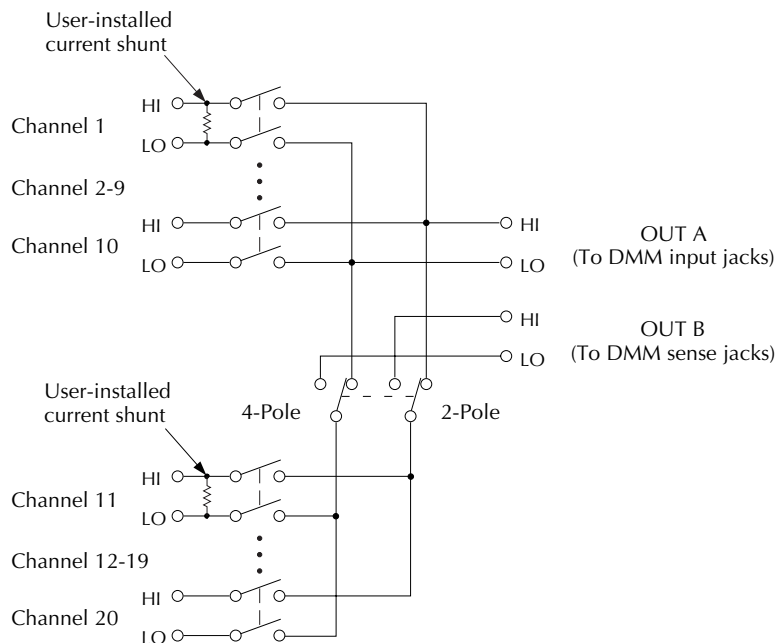 User-installed
current shunt
HI
Channel 1
LO
Channel 2-9
HI
Channel 10
LO
HI
OUT A
(To DMM input jacks)
LO
HI
OUT B
(To DMM sense jacks)
LO
User-installed
current shunt
4-Pole
2-Pole
HI
Channel 11
LO
Channel 12-19
HI
Channel 20
LO